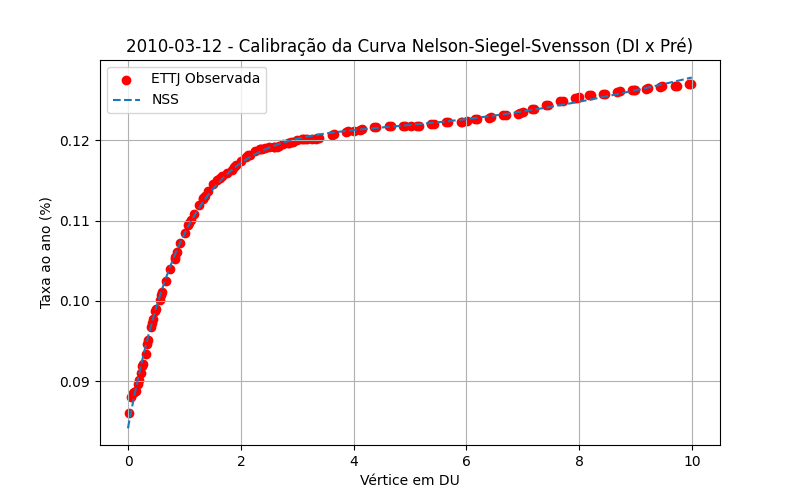 2010-03-12 - Calibração da Curva Nelson-Siegel-Svensson (DI x Pré)
ETTJ Observada
NSS
Taxa ao ano (%)
0.12
0.11
0.10
0.09
0 2 4 6 8 10
Vértice em DU